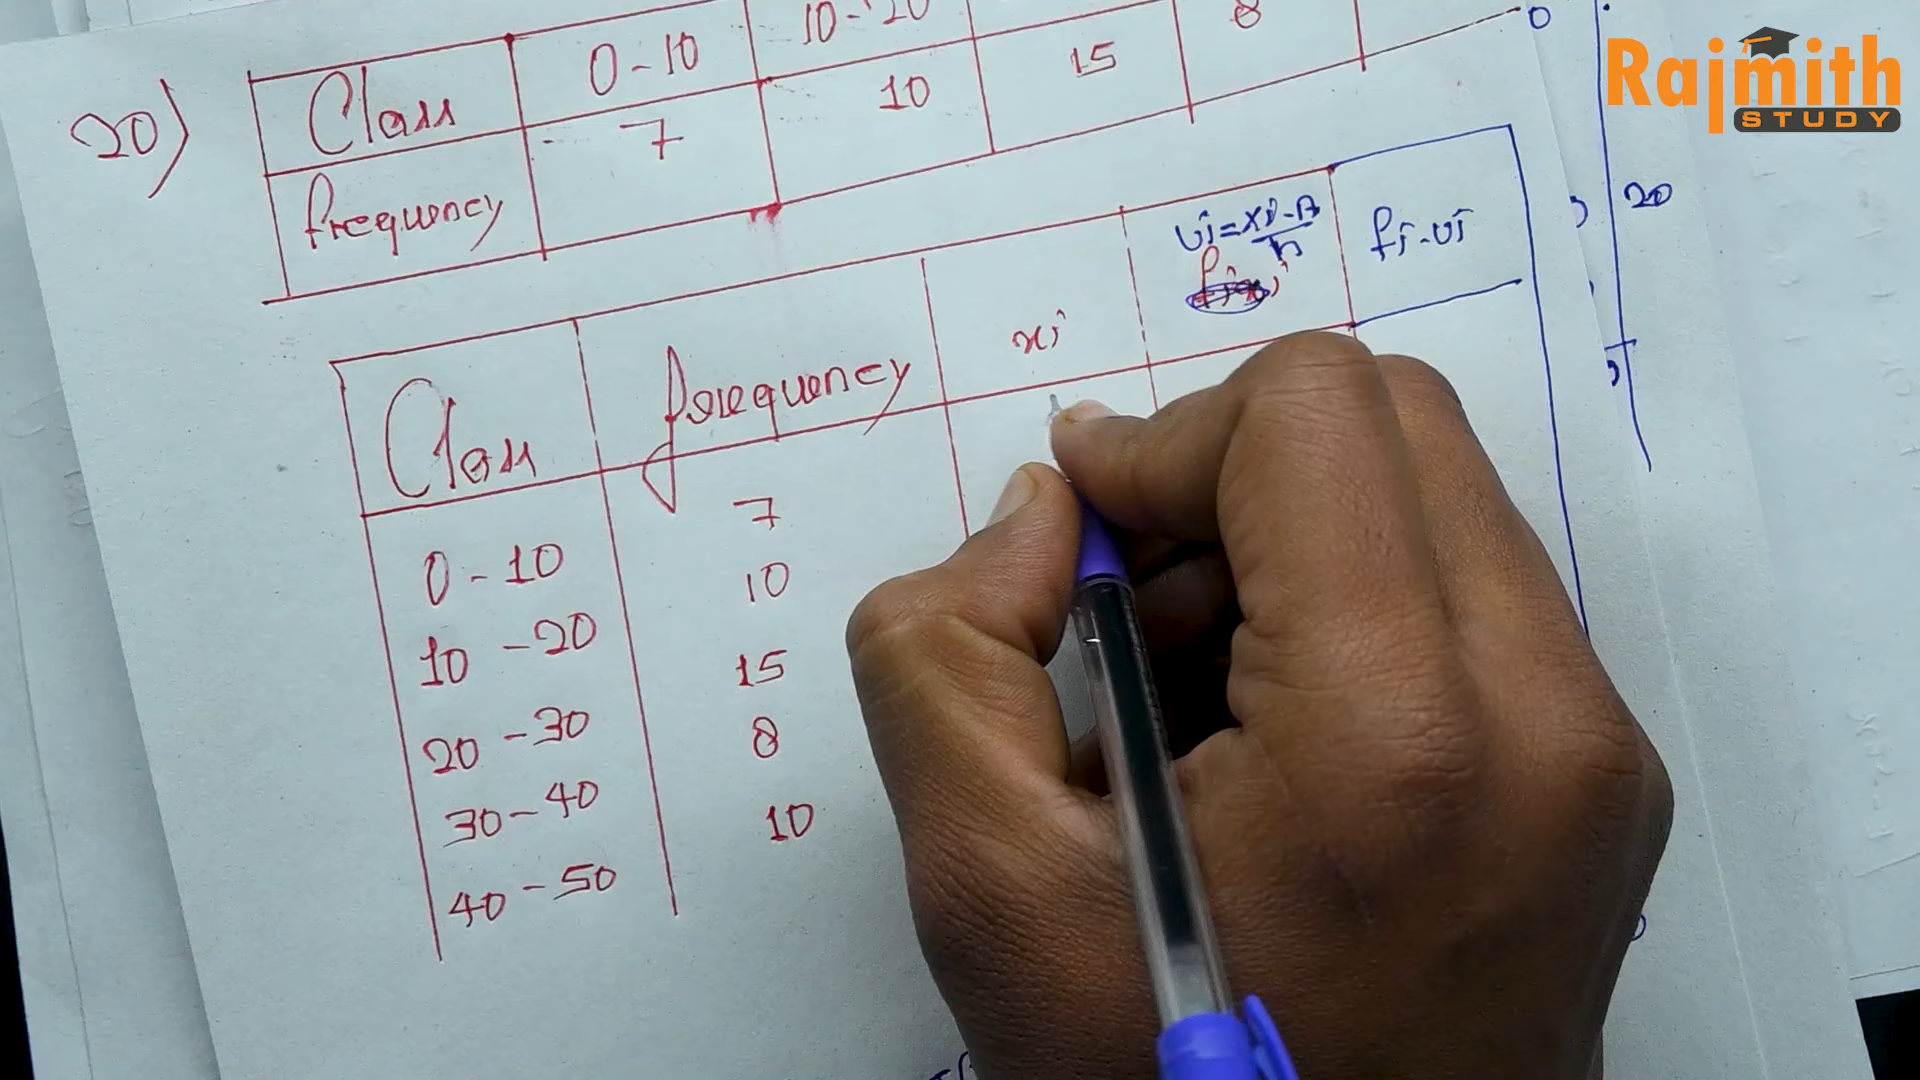 Rajmith
STUDY
20)
Class 0-10 10-20
frequency 7 10 15 8
20
Class frequency xi ui=xi-A/h fi-ui
0-10 7
10-20 10
20-30 15
30-40 8
40-50 10